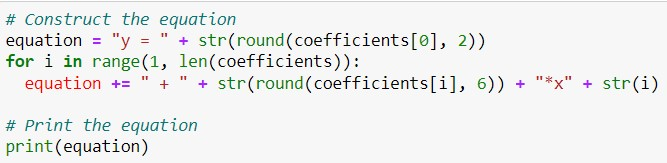 # Construct the equation
equation = "y = " + str(round(coefficients[0], 2))
for i in range(1, len(coefficients)):
  equation += " + " + str(round(coefficients[i], 6)) + "*x" + str(i)

# Print the equation
print(equation)